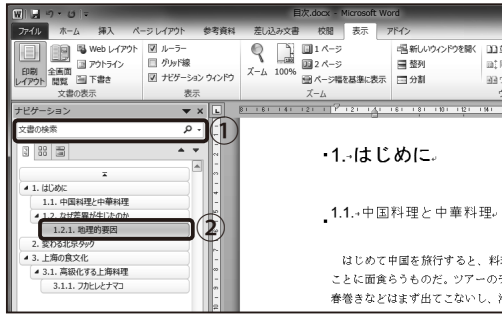 目次.docx - Microsoft Word
ファイル ホーム 挿入 ページ レイアウト 参考資料 差し込み文書 校閲 表示 アドイン
印刷レイアウト 全画面閲覧 Web レイアウト アウトライン 下書き
文書の表示
ルーラー
グリッド線
ナビゲーション ウィンドウ
表示
ズーム 100% 1 ページ 2 ページ ページ幅を基準に表示
ズーム
新しいウィンドウを開く
整列
分割
ナビゲーション
文書の検索
①
1. はじめに
1.1. 中国料理と中華料理
1.2. なぜ差異が生じたのか
1.2.1. 地理的要因
②
2. 変わる北京ダック
3. 上海の食文化
3.1. 高級化する上海料理
3.1.1. フカヒレとナマコ
1. はじめに
1.1. 中国料理と中華料理
はじめて中国を旅行すると、料
ことに面食らうものだ。ツアーの
春巻きなどはまず出てこないし、